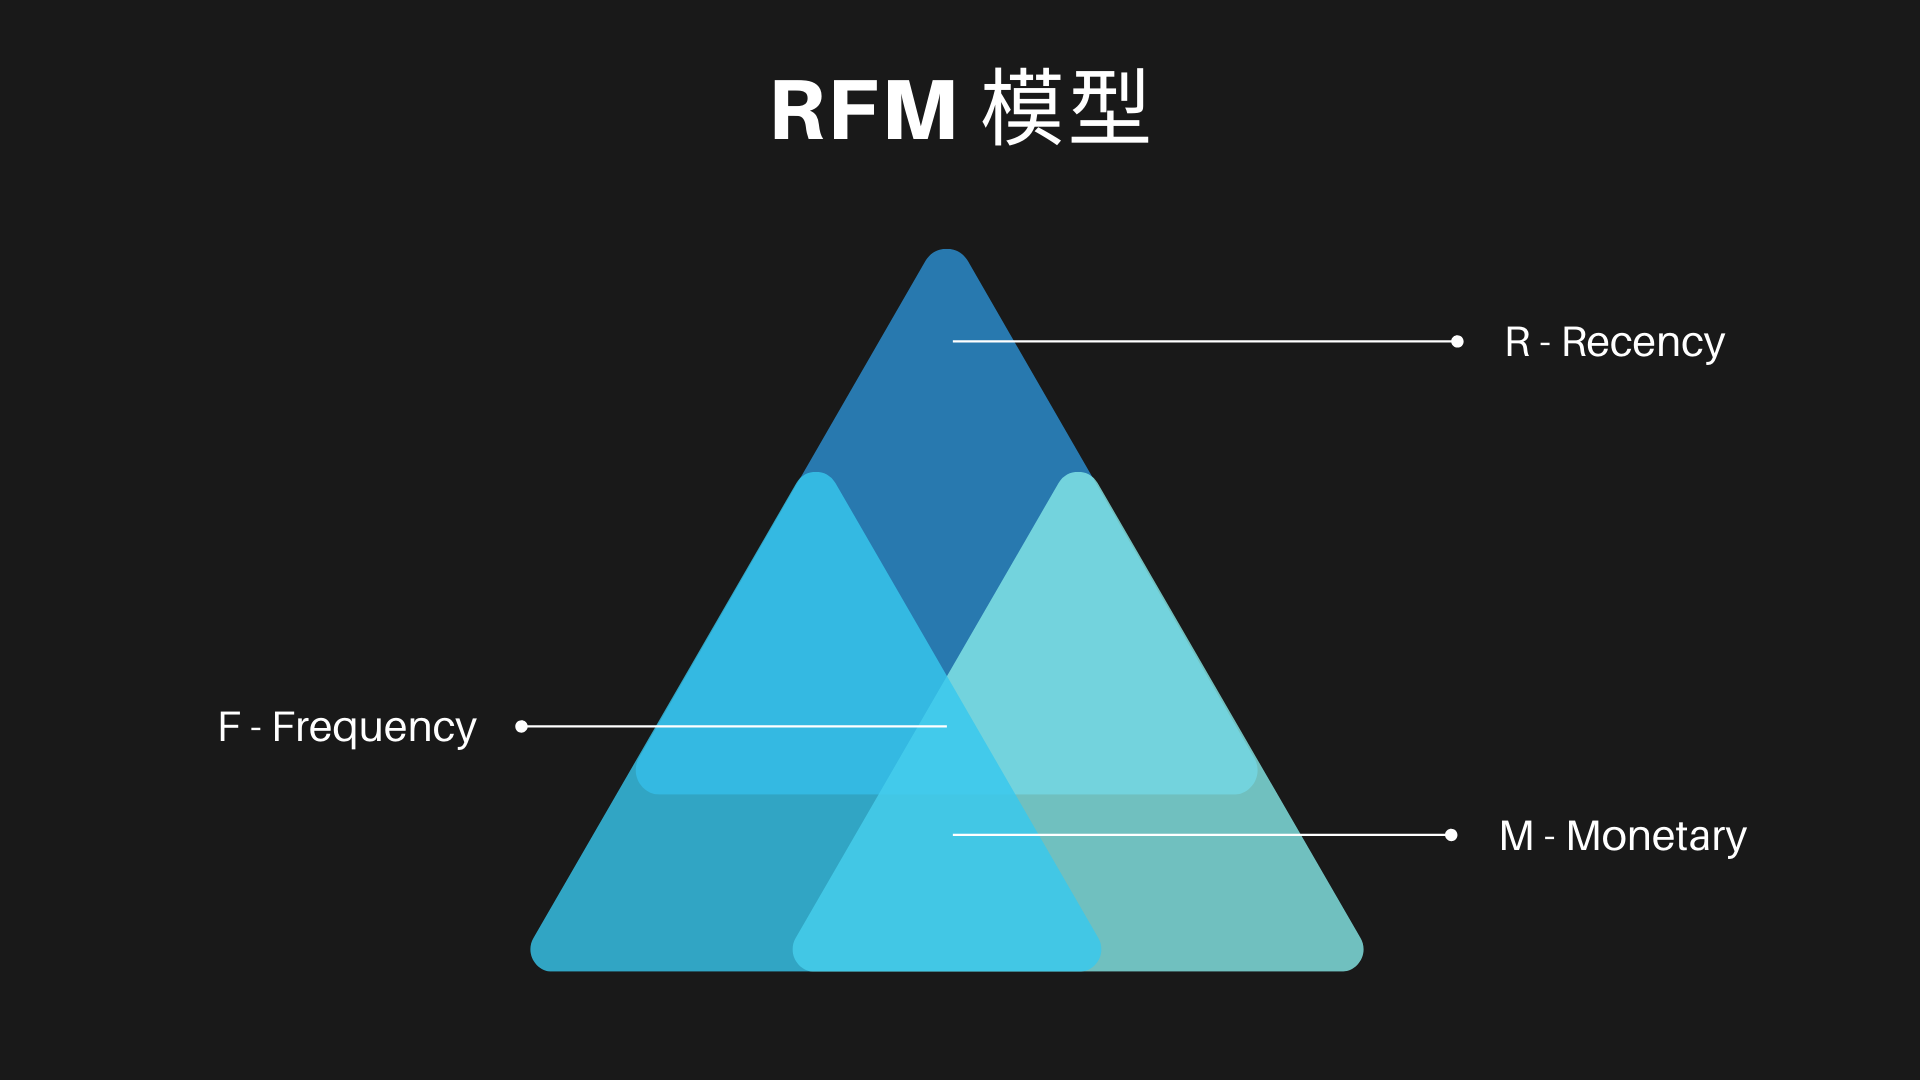 RFM 模型
R - Recency
F - Frequency
M - Monetary